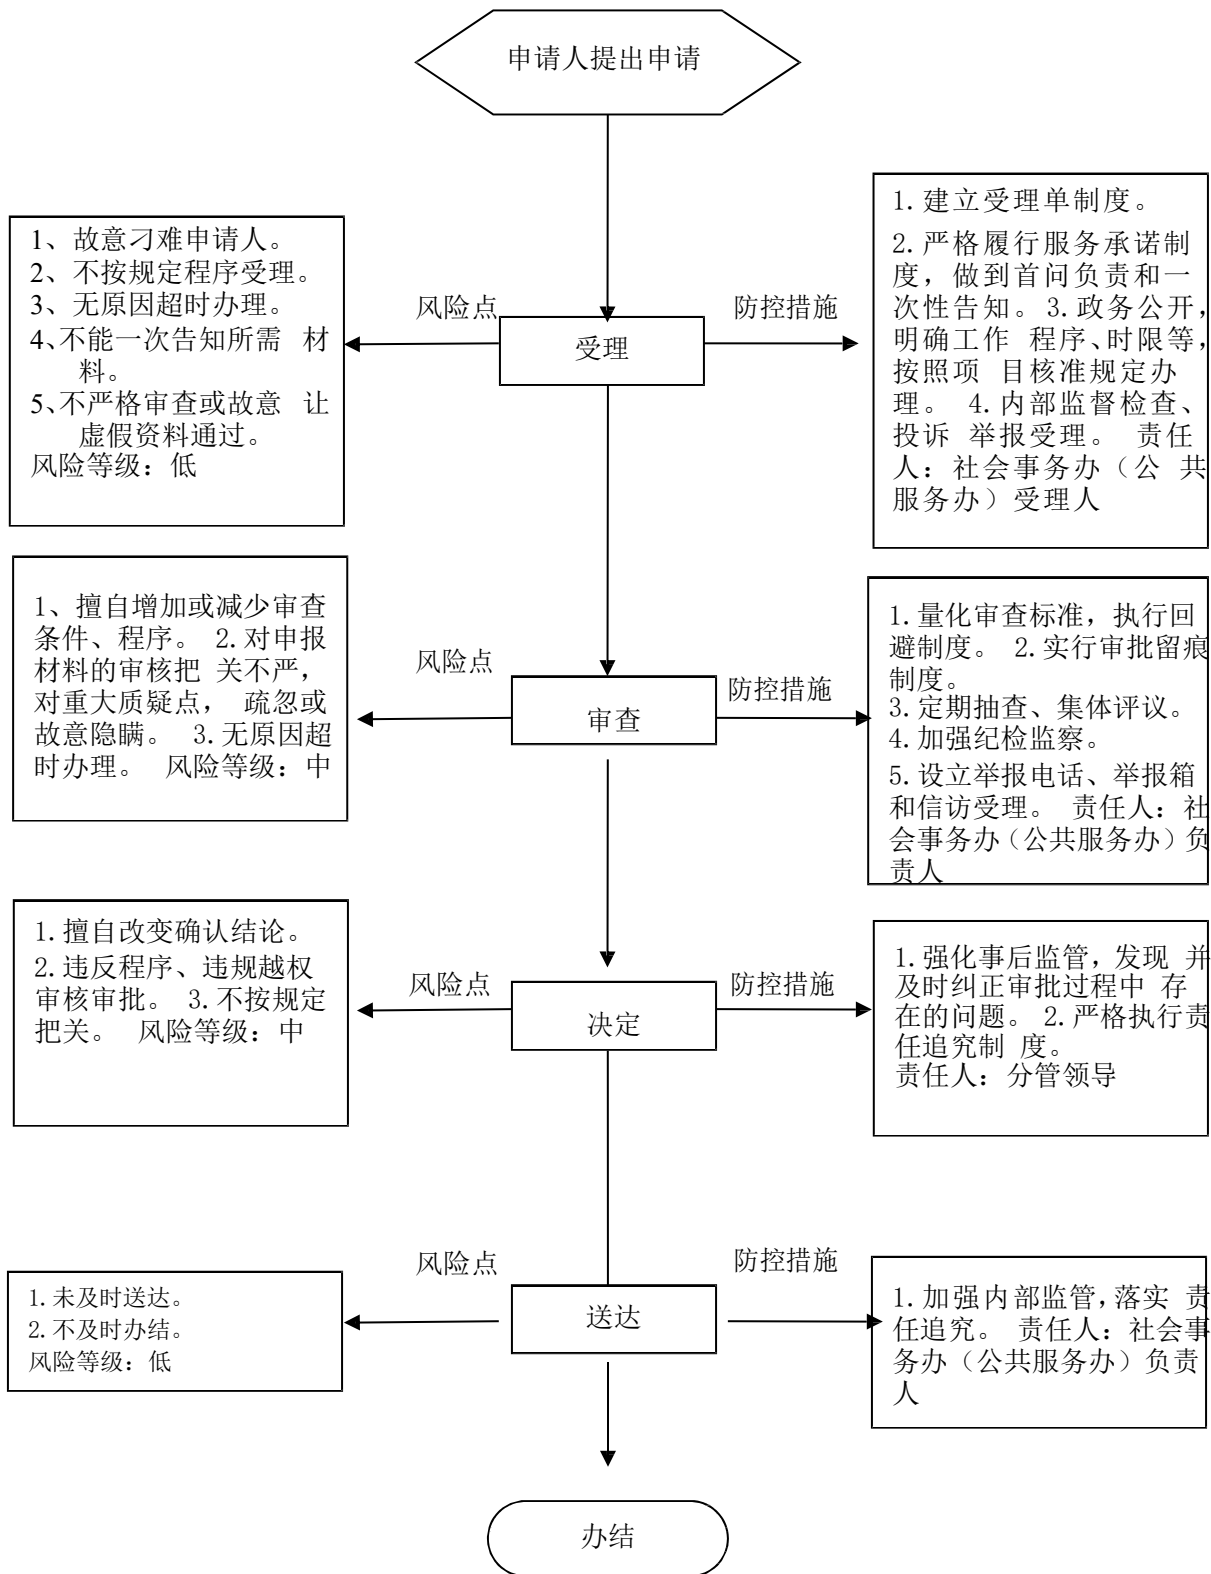 申请人提出申请
1、故意刁难申请人。
2、不按规定程序受理。
3、无原因超时办理。
4、不能一次告知所需 材
料。
5、不严格审查或故意 让
虚假资料通过。
风险等级：低
风险点
受理
防控措施
1.建立受理单制度。
2.严格履行服务承诺制
度，做到首问负责和一
次性告知。3.政务公开，
明确工作 程序、时限等，
按照项 目核准规定办
理。 4.内部监督检查、
投诉 举报受理。 责任
人：社会事务办（公 共
服务办）受理人
1、擅自增加或减少审查
条件、程序。 2.对申报
材料的审核把 关不严，
对重大质疑点， 疏忽或
故意隐瞒。 3.无原因超
时办理。 风险等级：中
风险点
审查
防控措施
1.量化审查标准，执行回
避制度。 2.实行审批留痕
制度。
3.定期抽查、集体评议。
4.加强纪检监察。
5.设立举报电话、举报箱
和信访受理。 责任人：社
会事务办（公共服务办）负
责人
1.擅自改变确认结论。
2.违反程序、违规越权
审核审批。 3.不按规定
把关。 风险等级：中
风险点
决定
防控措施
1.强化事后监管，发现 并
及时纠正审批过程中 存
在的问题。 2.严格执行责
任追究制 度。
责任人：分管领导
1.未及时送达。
2.不及时办结。
风险等级：低
风险点
送达
防控措施
1.加强内部监管，落实 责
任追究。 责任人：社会事
务办（公共服务办）负责
人
办结